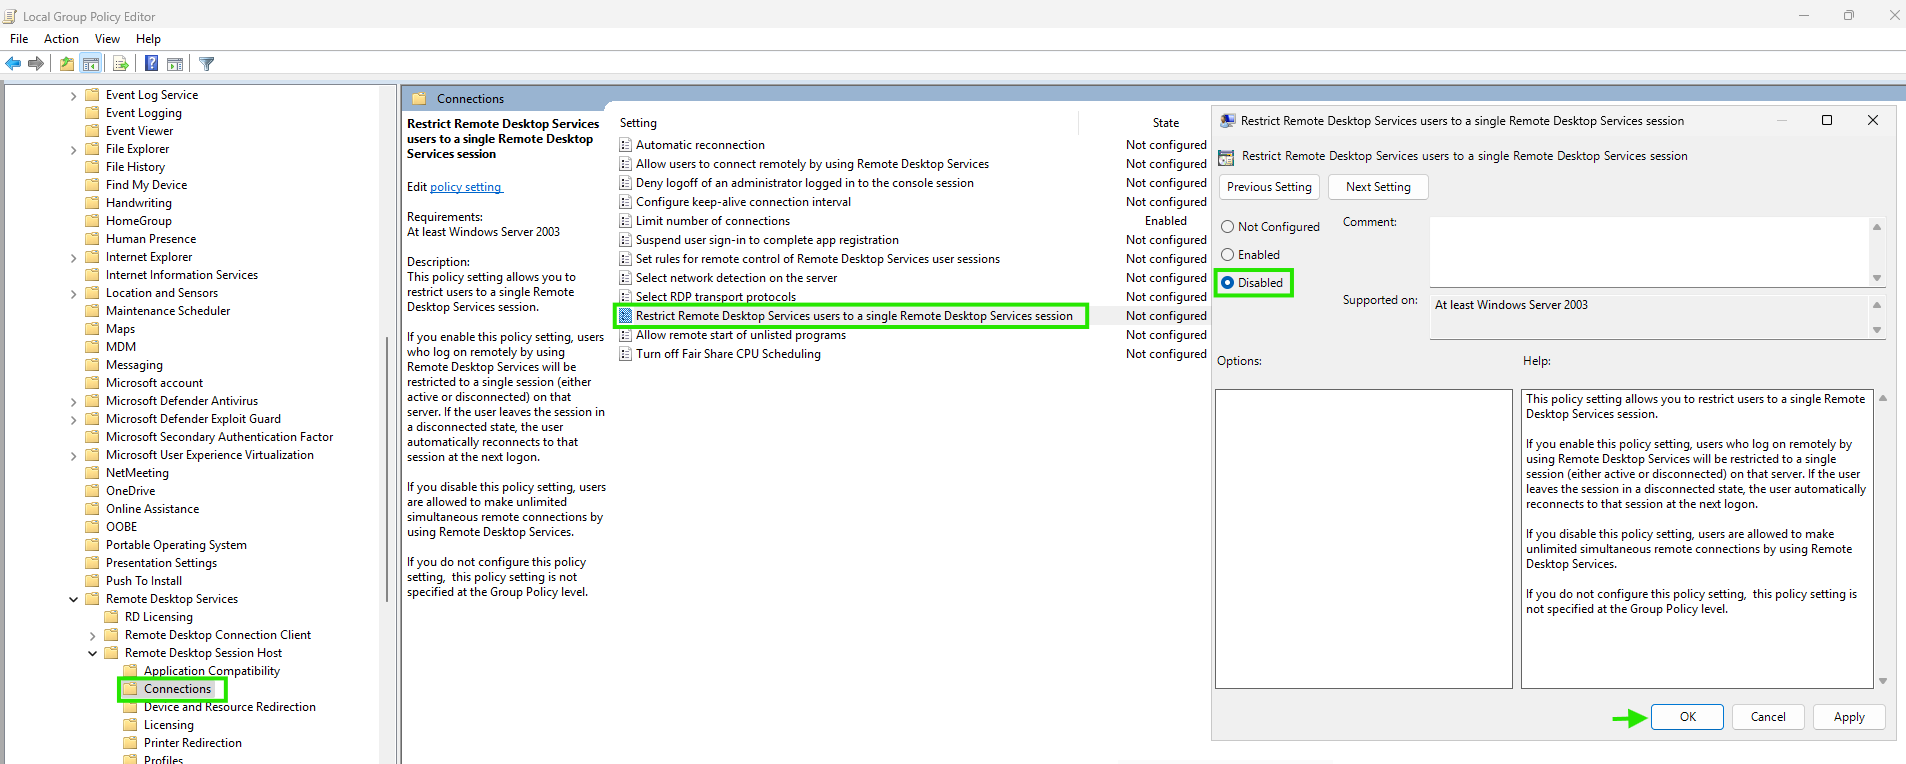 Local Group Policy Editor
File Action View Help
Event Log Service
Event Logging
Event Viewer
File Explorer
File History
Find My Device
Handwriting
HomeGroup
Human Presence
Internet Explorer
Internet Information Services
Location and Sensors
Maintenance Scheduler
Maps
MDM
Messaging
Microsoft account
Microsoft Defender Antivirus
Microsoft Defender Exploit Guard
Microsoft Secondary Authentication Factor
Microsoft User Experience Virtualization
NetMeeting
OneDrive
Online Assistance
OOBE
Portable Operating System
Presentation Settings
Push To Install
Remote Desktop Services
RD Licensing
Remote Desktop Connection Client
Remote Desktop Session Host
Application Compatibility
Connections
Device and Resource Redirection
Licensing
Printer Redirection
Profiles
Connections
Restrict Remote Desktop Services
users to a single Remote Desktop
Services session
Edit policy setting
Requirements:
At least Windows Server 2003
Description:
This policy setting allows you to
restrict users to a single Remote
Desktop Services session.
If you enable this policy setting, users
who log on remotely by using
Remote Desktop Services will be
restricted to a single session (either
active or disconnected) on that
server. If the user leaves the session in
a disconnected state, the user
automatically reconnects to that
session at the next logon.
If you disable this policy setting, users
are allowed to make unlimited
simultaneous remote connections by
using Remote Desktop Services.
If you do not configure this policy
setting,  this policy setting is not
specified at the Group Policy level.
Setting State
Automatic reconnection Not configured
Allow users to connect remotely by using Remote Desktop Services Not configured
Deny logoff of an administrator logged in to the console session Not configured
Configure keep-alive connection interval Not configured
Limit number of connections Enabled
Suspend user sign-in to complete app registration Not configured
Set rules for remote control of Remote Desktop Services user sessions Not configured
Select network detection on the server Not configured
Select RDP transport protocols Not configured
Restrict Remote Desktop Services users to a single Remote Desktop Services session Not configured
Allow remote start of unlisted programs Not configured
Turn off Fair Share CPU Scheduling Not configured
Restrict Remote Desktop Services users to a single Remote Desktop Services session
Restrict Remote Desktop Services users to a single Remote Desktop Services session
Previous Setting Next Setting
Not Configured
Enabled
Disabled
Comment:
Supported on:
At least Windows Server 2003
Options:
Help:
This policy setting allows you to restrict users to a single Remote
Desktop Services session.
If you enable this policy setting, users who log on remotely by
using Remote Desktop Services will be restricted to a single
session (either active or disconnected) on that server. If the user
leaves the session in a disconnected state, the user automatically
reconnects to that session at the next logon.
If you disable this policy setting, users are allowed to make
unlimited simultaneous remote connections by using Remote
Desktop Services.
If you do not configure this policy setting,  this policy setting is
not specified at the Group Policy level.
OK Cancel Apply